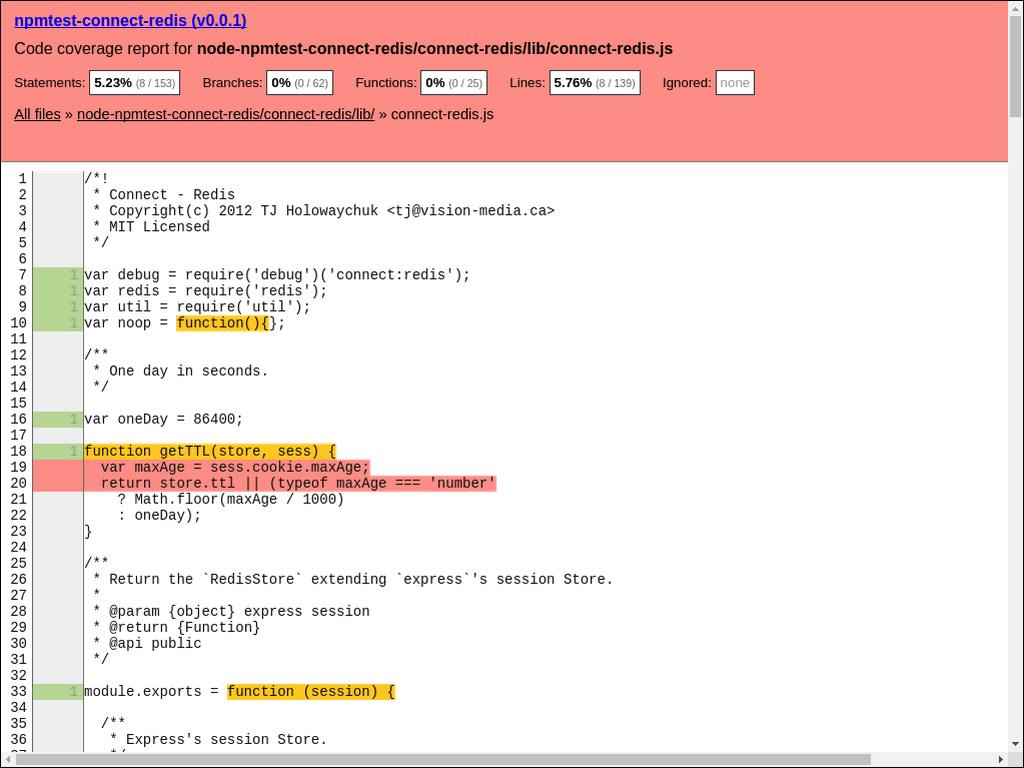 npmtest-connect-redis (v0.0.1)
Code coverage report for node-npmtest-connect-redis/connect-redis/lib/connect-redis.js
Statements: 5.23% (8 / 153) Branches: 0% (0 / 62) Functions: 0% (0 / 25) Lines: 5.76% (8 / 139) Ignored: none
All files » node-npmtest-connect-redis/connect-redis/lib/ » connect-redis.js
1 /*!
2  * Connect - Redis
3  * Copyright(c) 2012 TJ Holowaychuk <tj@vision-media.ca>
4  * MIT Licensed
5  */
6
7 1 var debug = require('debug')('connect:redis');
8 1 var redis = require('redis');
9 1 var util = require('util');
10 1 var noop = function(){};
11
12 /**
13  * One day in seconds.
14  */
15
16 1 var oneDay = 86400;
17
18 1 function getTTL(store, sess) {
19   var maxAge = sess.cookie.maxAge;
20   return store.ttl || (typeof maxAge === 'number'
21     ? Math.floor(maxAge / 1000)
22     : oneDay);
23 }
24
25 /**
26  * Return the `RedisStore` extending `express`'s session Store.
27  *
28  * @param {object} express session
29  * @return {Function}
30  * @api public
31  */
32
33 1 module.exports = function (session) {
34
35   /**
36    * Express's session Store.